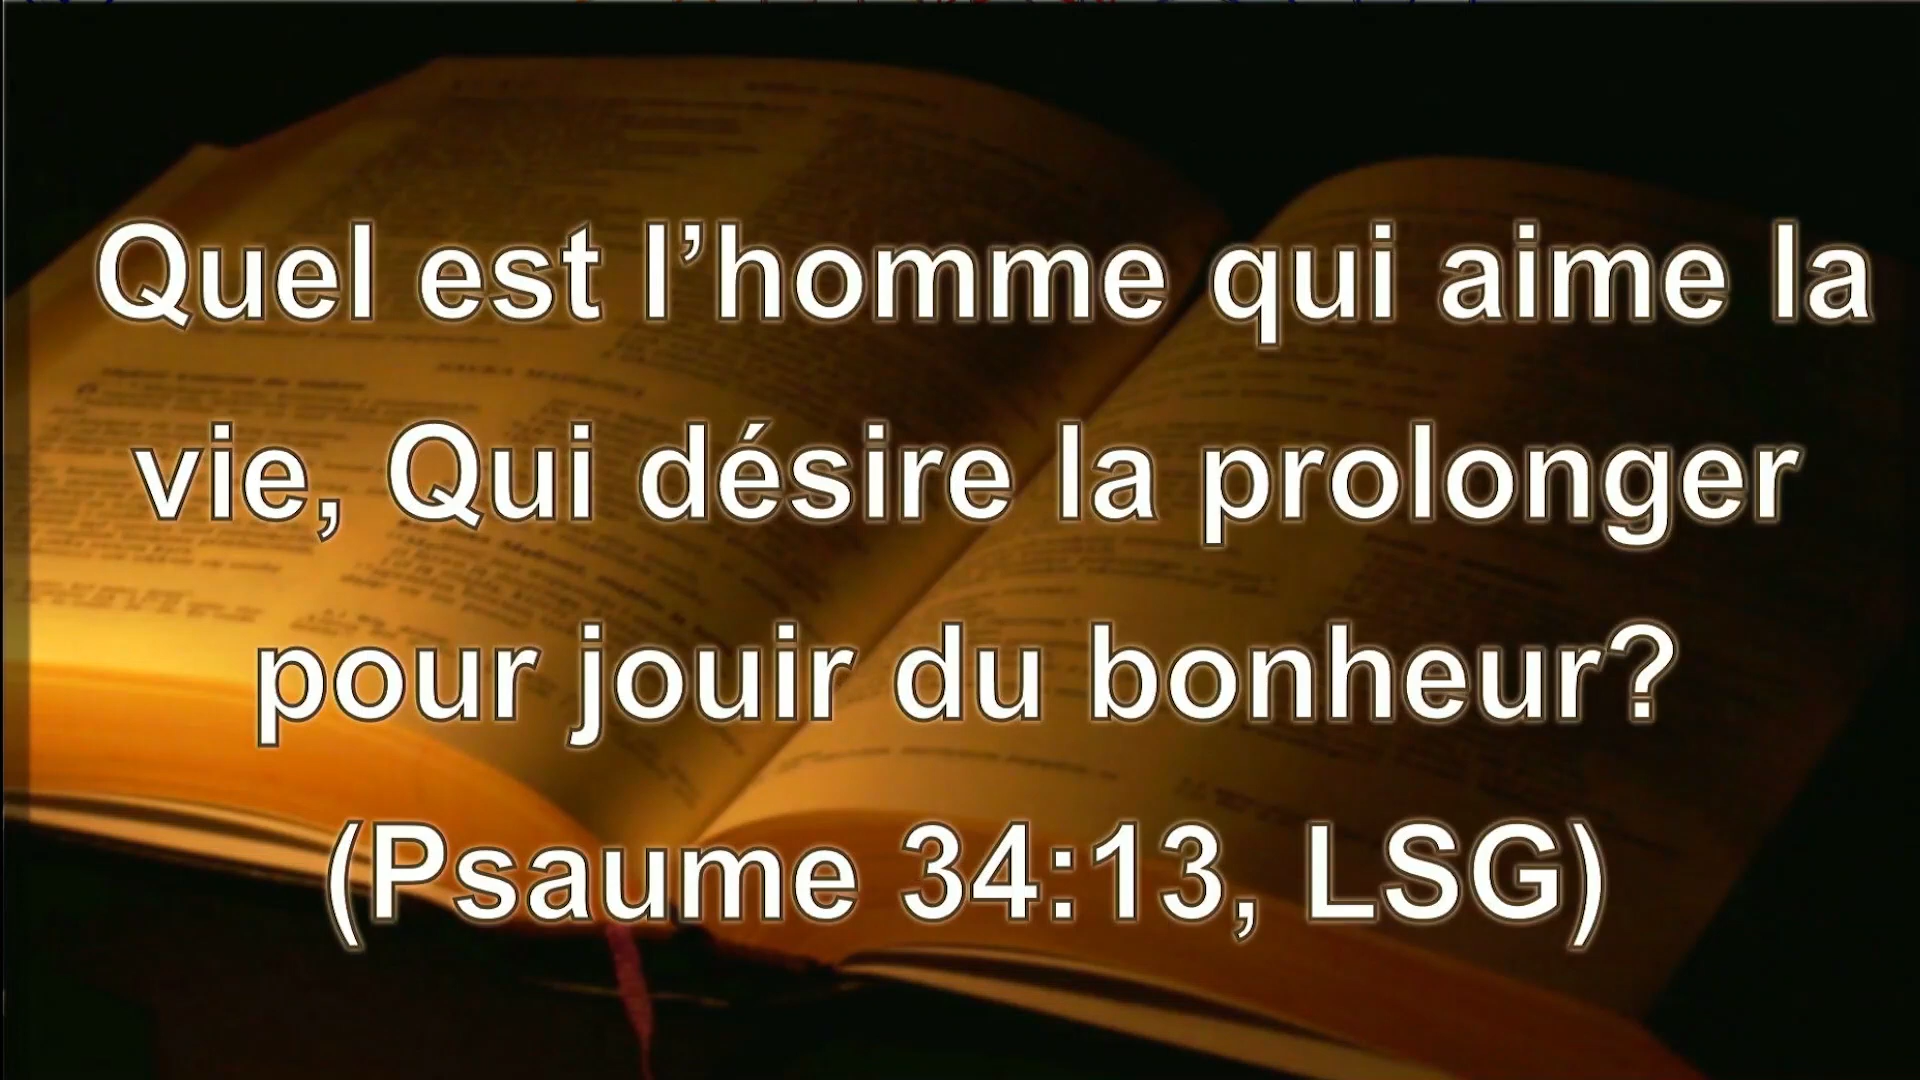 Quel est l’homme qui aime la
vie, Qui désire la prolonger
pour jouir du bonheur?
(Psaume 34:13, LSG)